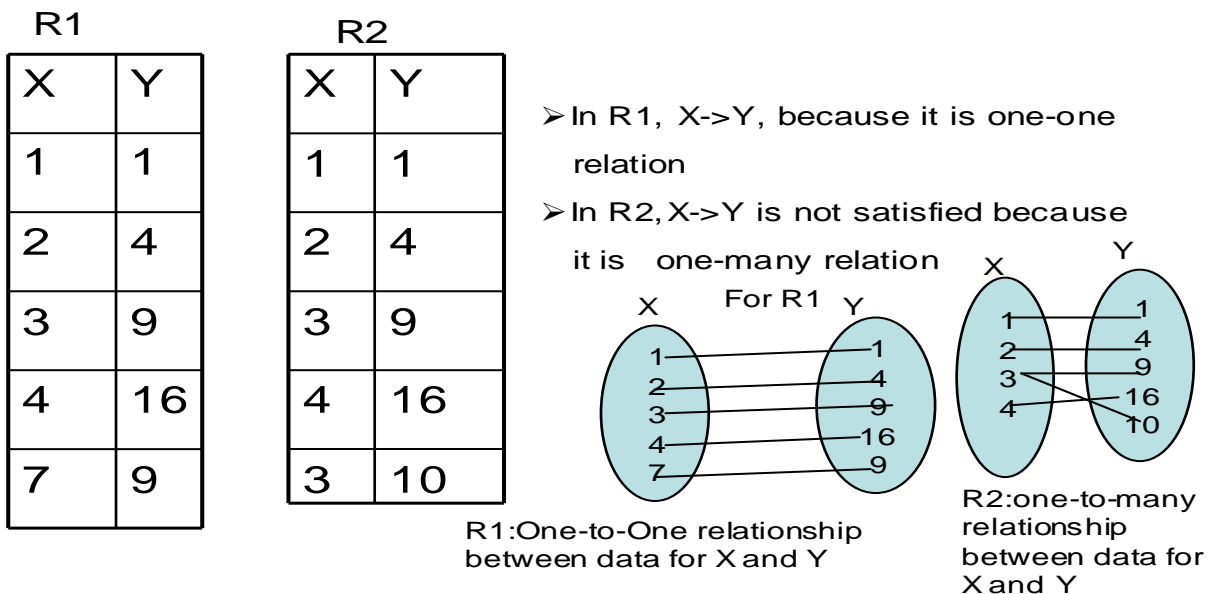 R1
X Y
1 1
2 4
3 9
4 16
7 9
R2
X Y
1 1
2 4
3 9
4 16
3 10
➢In R1, X->Y, because it is one-one
relation
➢In R2,X->Y is not satisfied because
it is one-many relation
For R1
X Y
1 1
2 4
3 9
4 16
7 9
R1:One-to-One relationship
between data for X and Y
X Y
1 1
2 4
3 9
4 16
10
R2:one-to-many
relationship
between data for
X and Y